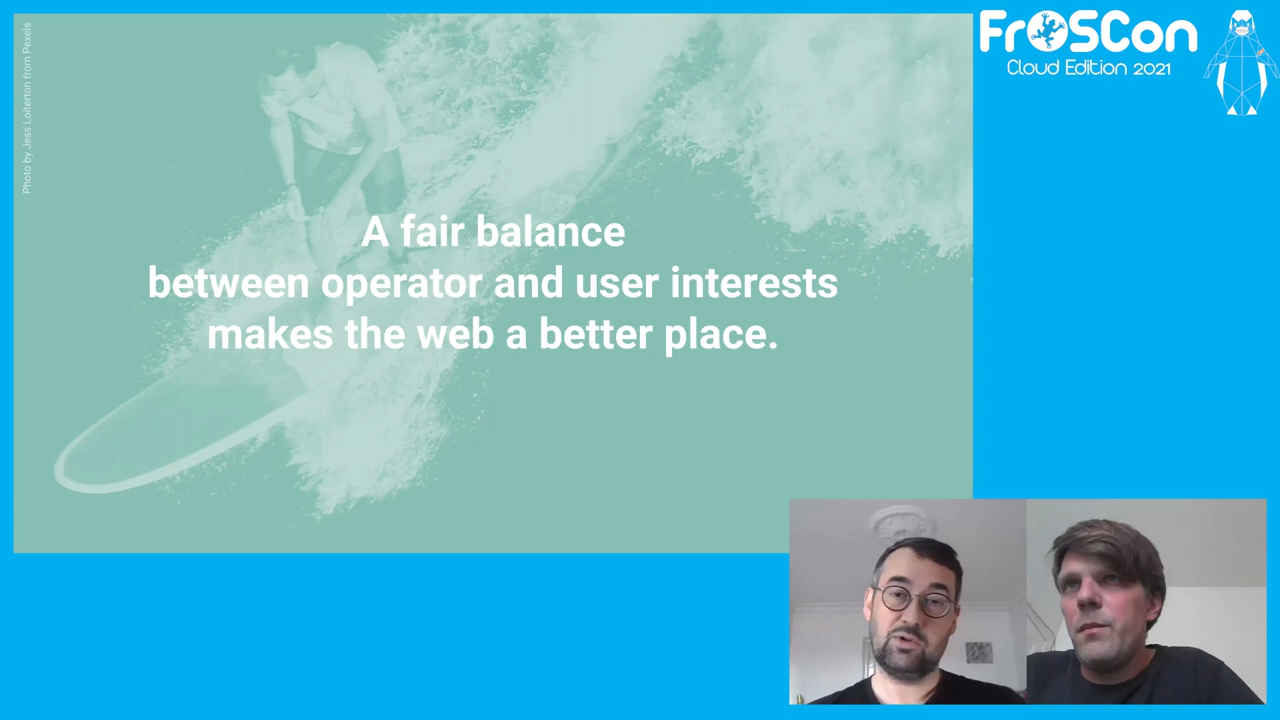 Photo by Jess Loiterton from Pexels
FrOSCon
Cloud Edition 2021
A fair balance
between operator and user interests
makes the web a better place.